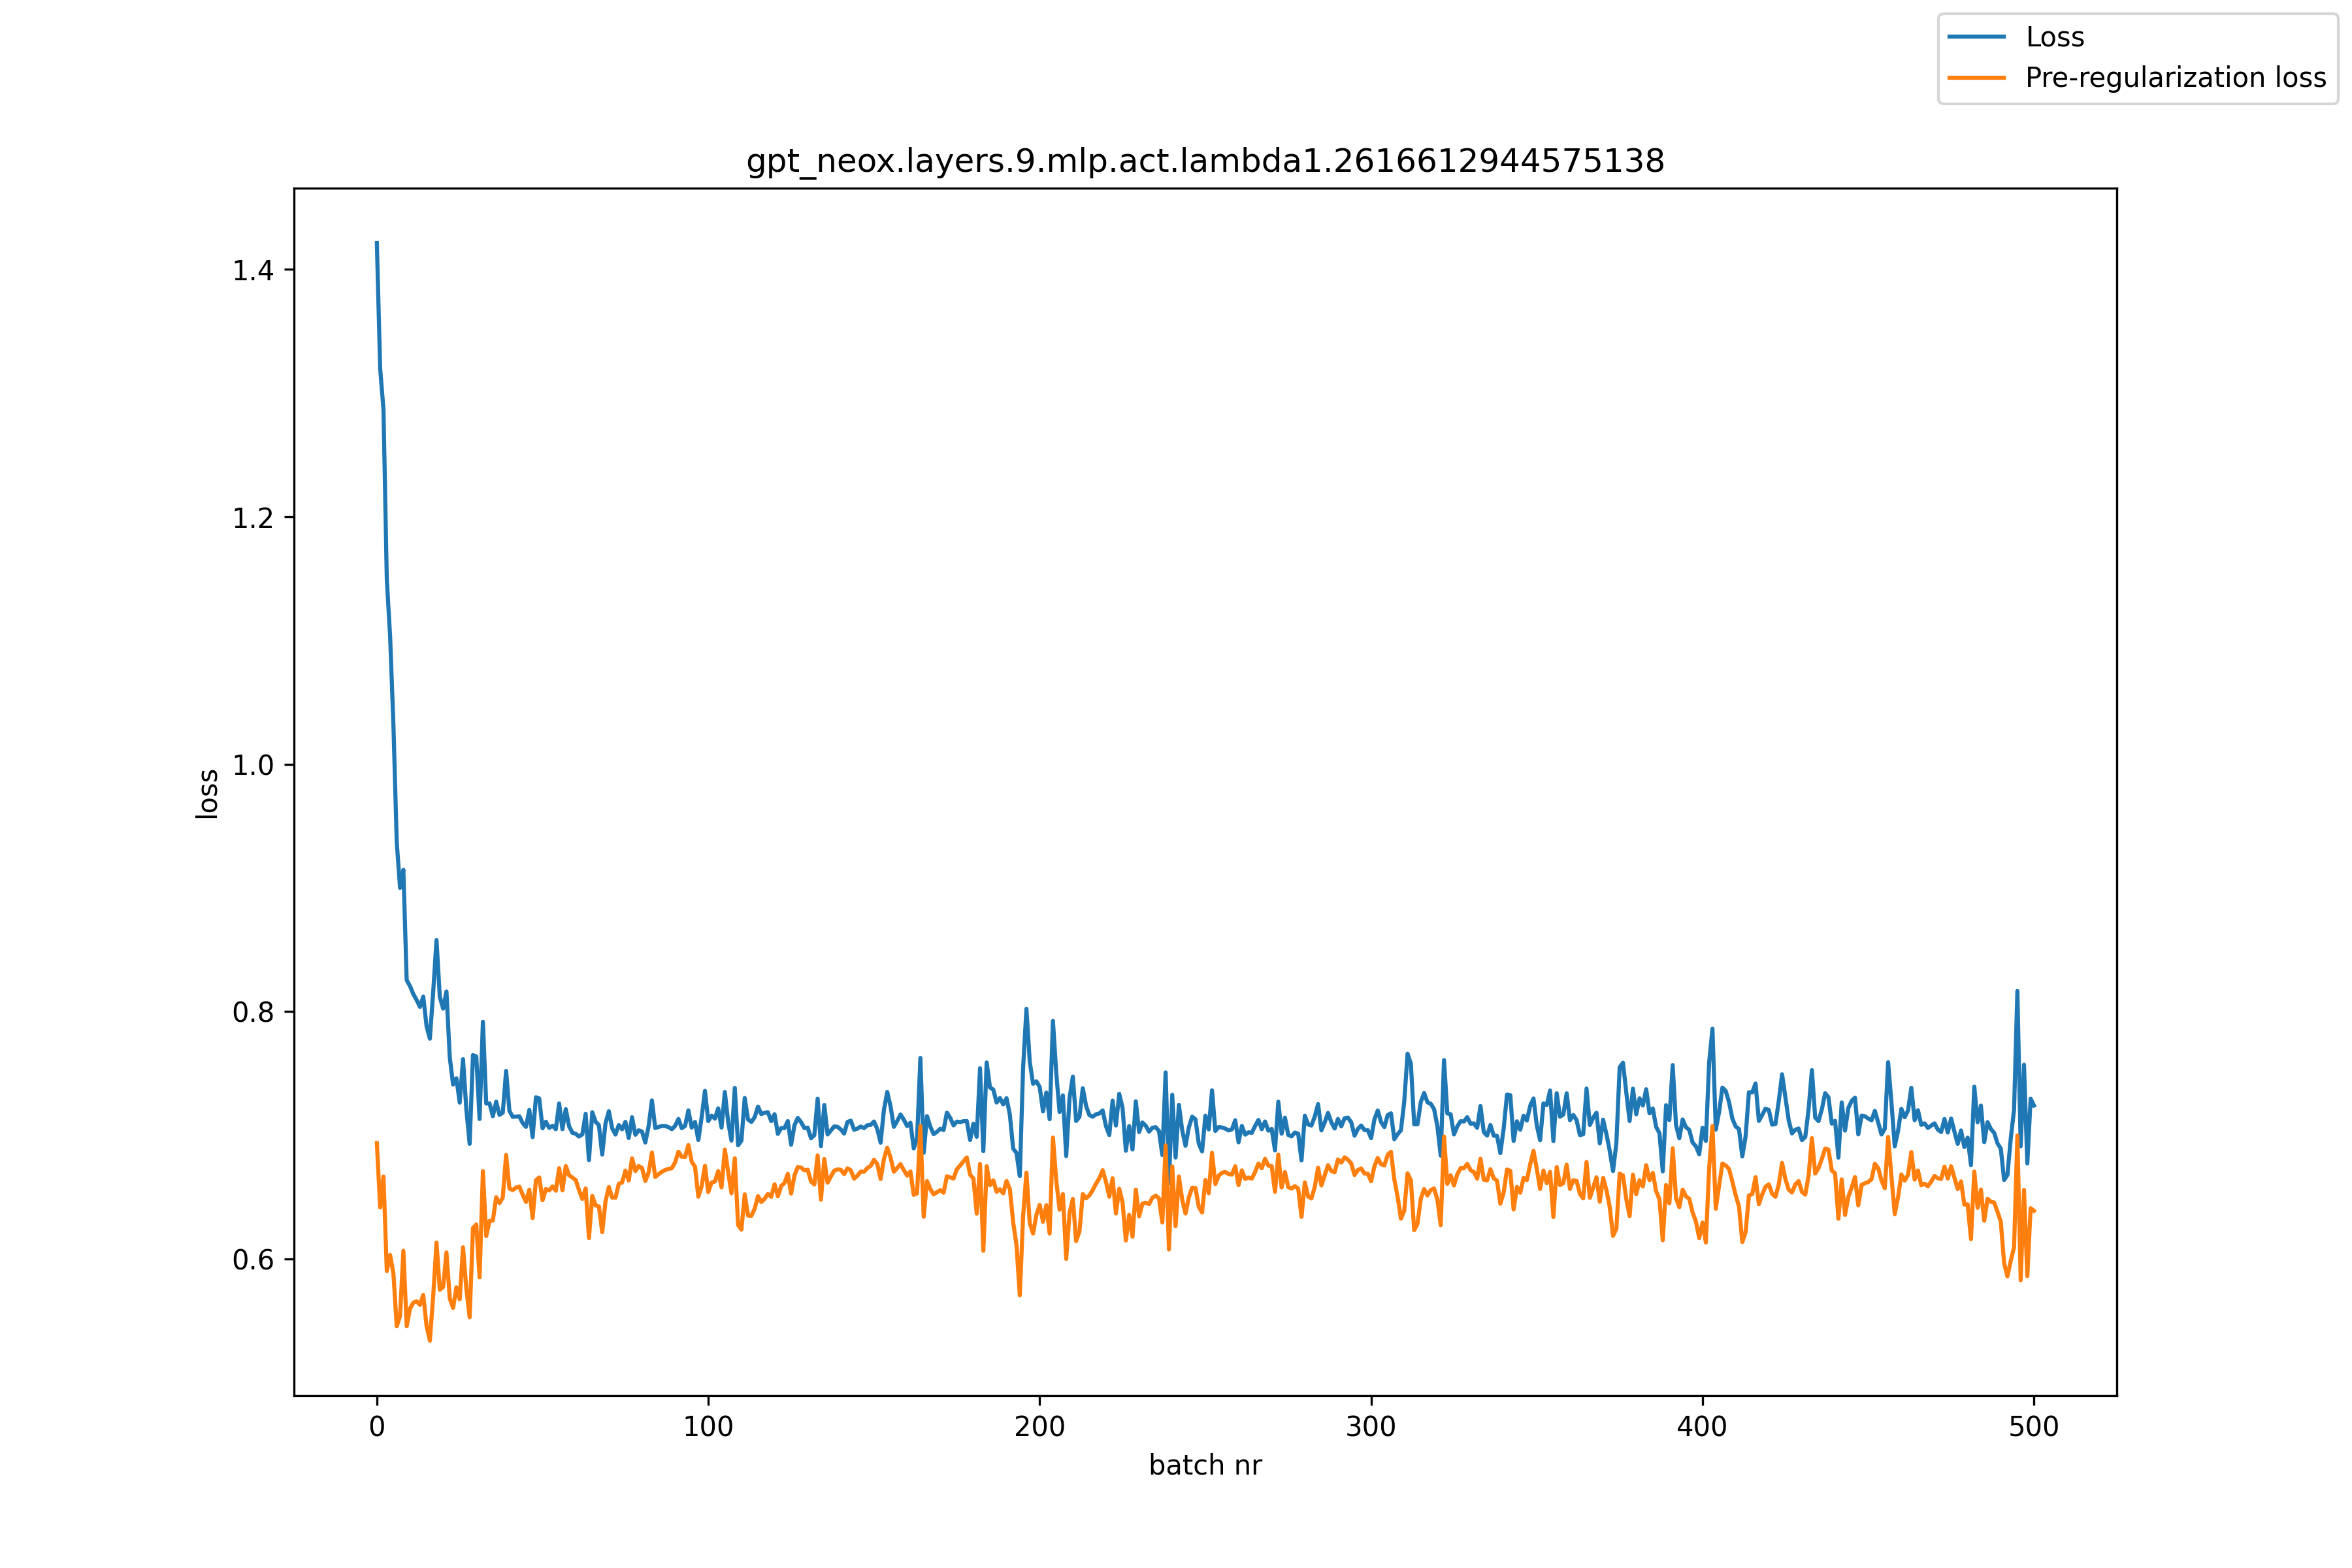 Loss
Pre-regularization loss
gpt_neox.layers.9.mlp.act.lambda1.2616612944575138
1.4
1.2
1.0
0.8
0.6
loss
0 100 200 300 400 500
batch nr